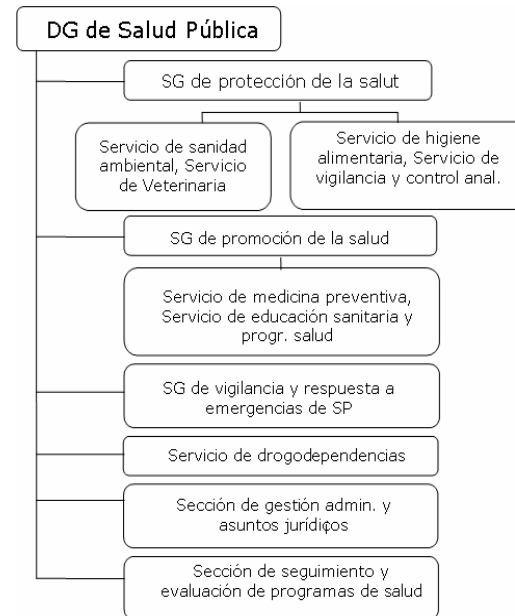 DG de Salud Pública
SG de protección de la salut
Servicio de sanidad
ambiental, Servicio
de Veterinaria
Servicio de higiene
alimentaria, Servicio de
vigilancia y control anal.
SG de promoción de la salud
Servicio de medicina preventiva,
Servicio de educación sanitaria y
progr. salud
SG de vigilancia y respuesta a
emergencias de SP
Servicio de drogodependencias
Sección de gestión admin. y
asuntos jurídiços
Sección de seguimiento y
evaluación de programas de salud